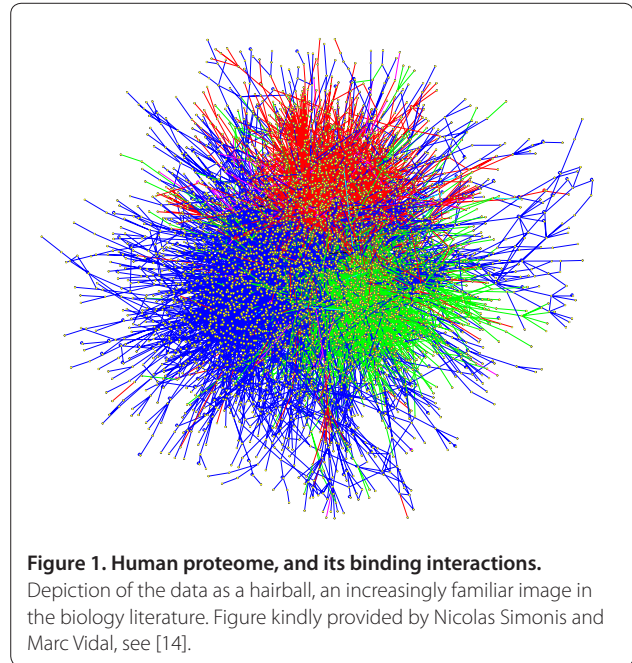 Figure 1. Human proteome, and its binding interactions.
Depiction of the data as a hairball, an increasingly familiar image in
the biology literature. Figure kindly provided by Nicolas Simonis and
Marc Vidal, see [14].